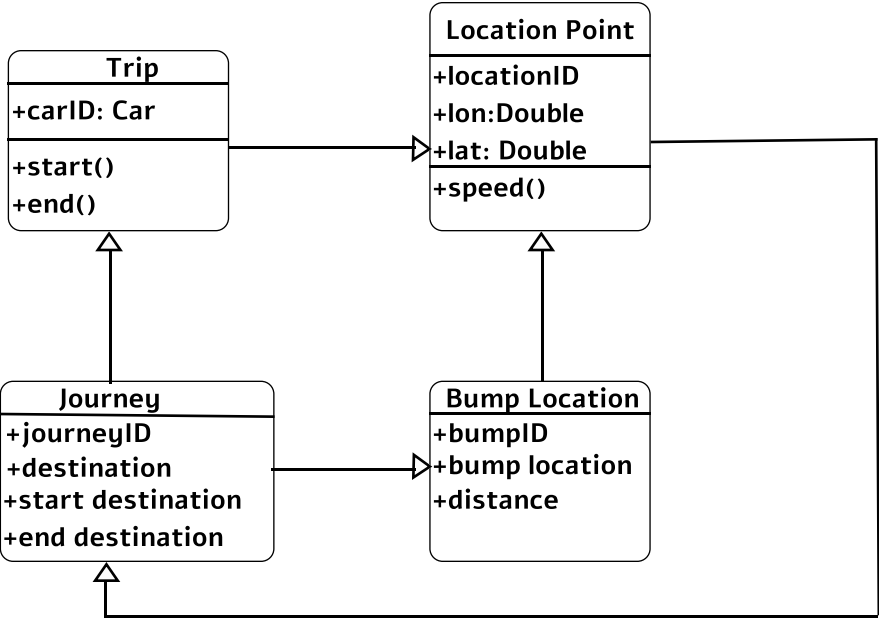 Trip
+carID: Car
+start()
+end()
Location Point
+locationID
+lon:Double
+lat: Double
+speed()
Journey
+journeyID
+destination
+start destination
+end destination
Bump Location
+bumpID
+bump location
+distance